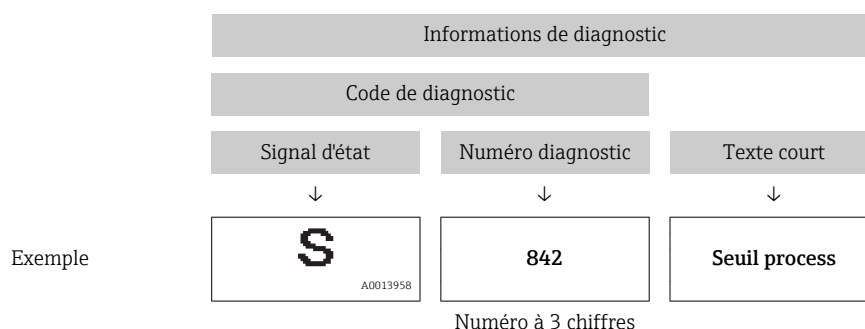 Informations de diagnostic
Code de diagnostic
Signal d'état Numéro diagnostic Texte court
↓ ↓ ↓
Exemple S 842 Seuil process
A0013958
Numéro à 3 chiffres